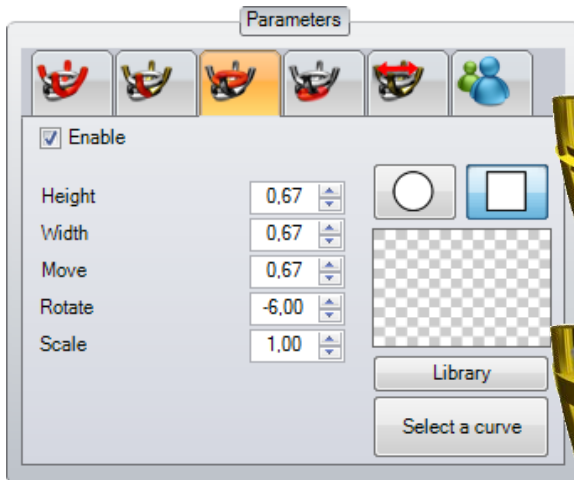 Parameters
Enable
Height 0,67
Width 0,67
Move 0,67
Rotate -6,00
Scale 1,00
Library
Select a curve